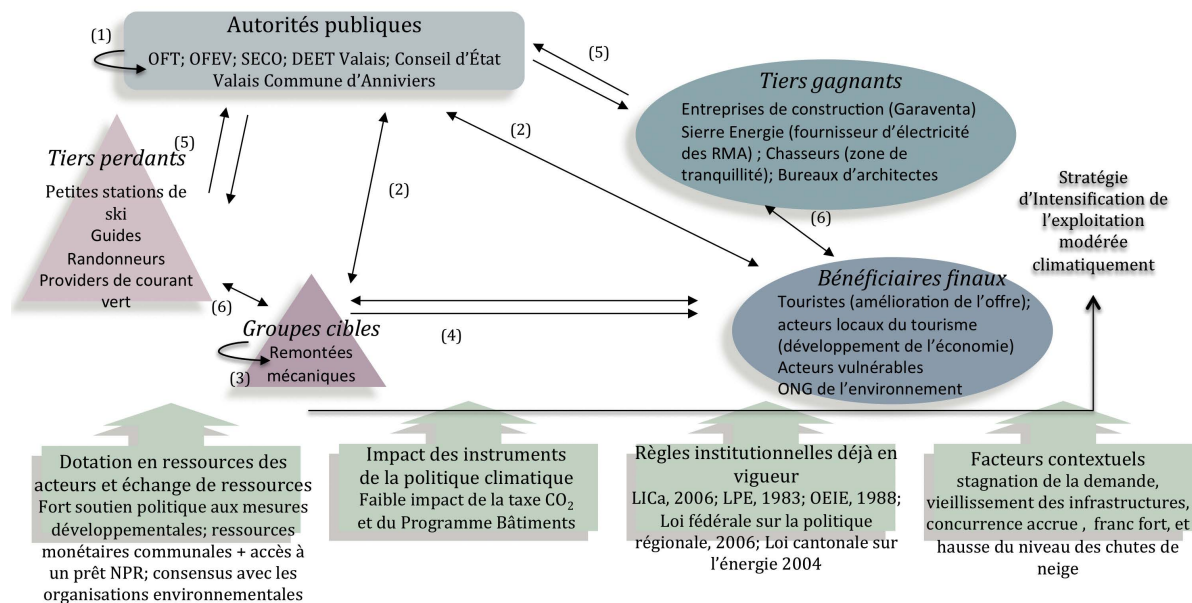 Autorités publiques
(1)
OFT; OFEV; SECO; DEET Valais; Conseil d’État
Valais Commune d’Anniviers
(5)
Tiers gagnants
Entreprises de construction (Garaventa)
Sierre Energie (fournisseur d’électricité
des RMA) ; Chasseurs (zone de
tranquillité); Bureaux d’architectes
(2)
(5)
Tiers perdants
Petites stations de
ski
Guides
Randonneurs
Providers de courant
vert
(2)
Stratégie
d’Intensification de
l’exploitation
modérée
climatiquement
(6)
Bénéficiaires finaux
Touristes (amélioration de l’offre);
acteurs locaux du tourisme
(développement de l’économie)
Acteurs vulnérables
ONG de l’environnement
(6)
Groupes cibles
Remontées
mécaniques
(3)
(4)
Dotation en ressources des
acteurs et échange de ressources
Fort soutien politique aux mesures
développementales; ressources
monétaires communales + accès à
un prêt NPR; consensus avec les
organisations environnementales
Impact des instruments
de la politique climatique
Faible impact de la taxe CO₂
et du Programme Bâtiments
Règles institutionnelles déjà en
vigueur
LICa, 2006; LPE, 1983; OEIE, 1988;
Loi fédérale sur la politique
régionale, 2006; Loi cantonale sur
l’énergie 2004
Facteurs contextuels
stagnation de la demande,
vieillissement des infrastructures,
concurrence accrue , franc fort, et
hausse du niveau des chutes de
neige